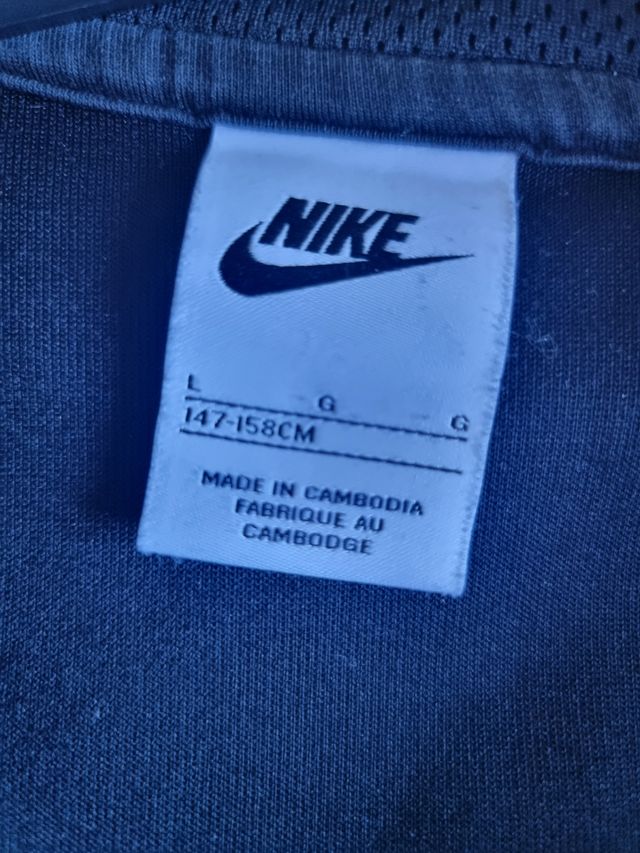 NIKE
L G G
147-158CM
MADE IN CAMBODIA
FABRIQUE AU
CAMBODGE